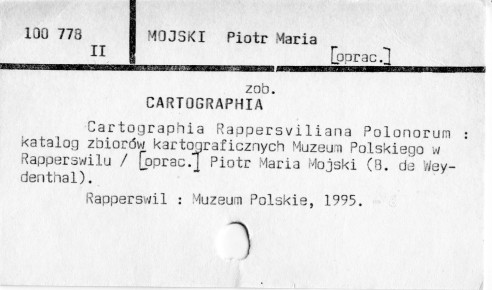 100 778
II
MOJSKI Piotr Maria
[oprac.]
zob.
CARTOGRAPHIA
Cartographia Rappersviliana Polonorum :
katalog zbiorów kartograficznych Muzeum Polskiego w
Rapperswilu / [oprac.] Piotr Maria Mojski (B. de Wey-
denthal).
Rapperswil : Muzeum Polskie, 1995.